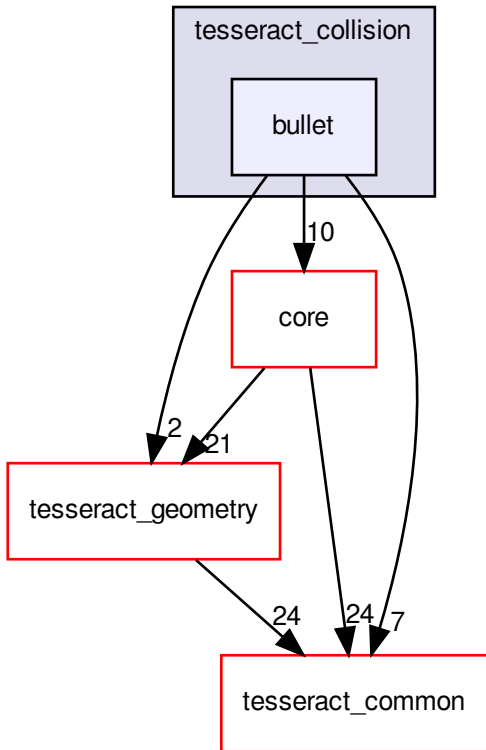 tesseract_collision
bullet
10
core
2
21
tesseract_geometry
24
24
7
tesseract_common